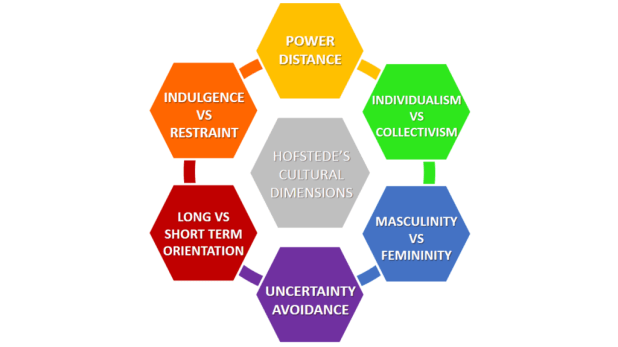 POWER
DISTANCE
INDIVIDUALISM
VS
COLLECTIVISM
MASCULINITY
VS
FEMININITY
UNCERTAINTY
AVOIDANCE
LONG VS
SHORT TERM
ORIENTATION
INDULGENCE
VS
RESTRAINT
HOFSTEDE'S
CULTURAL
DIMENSIONS